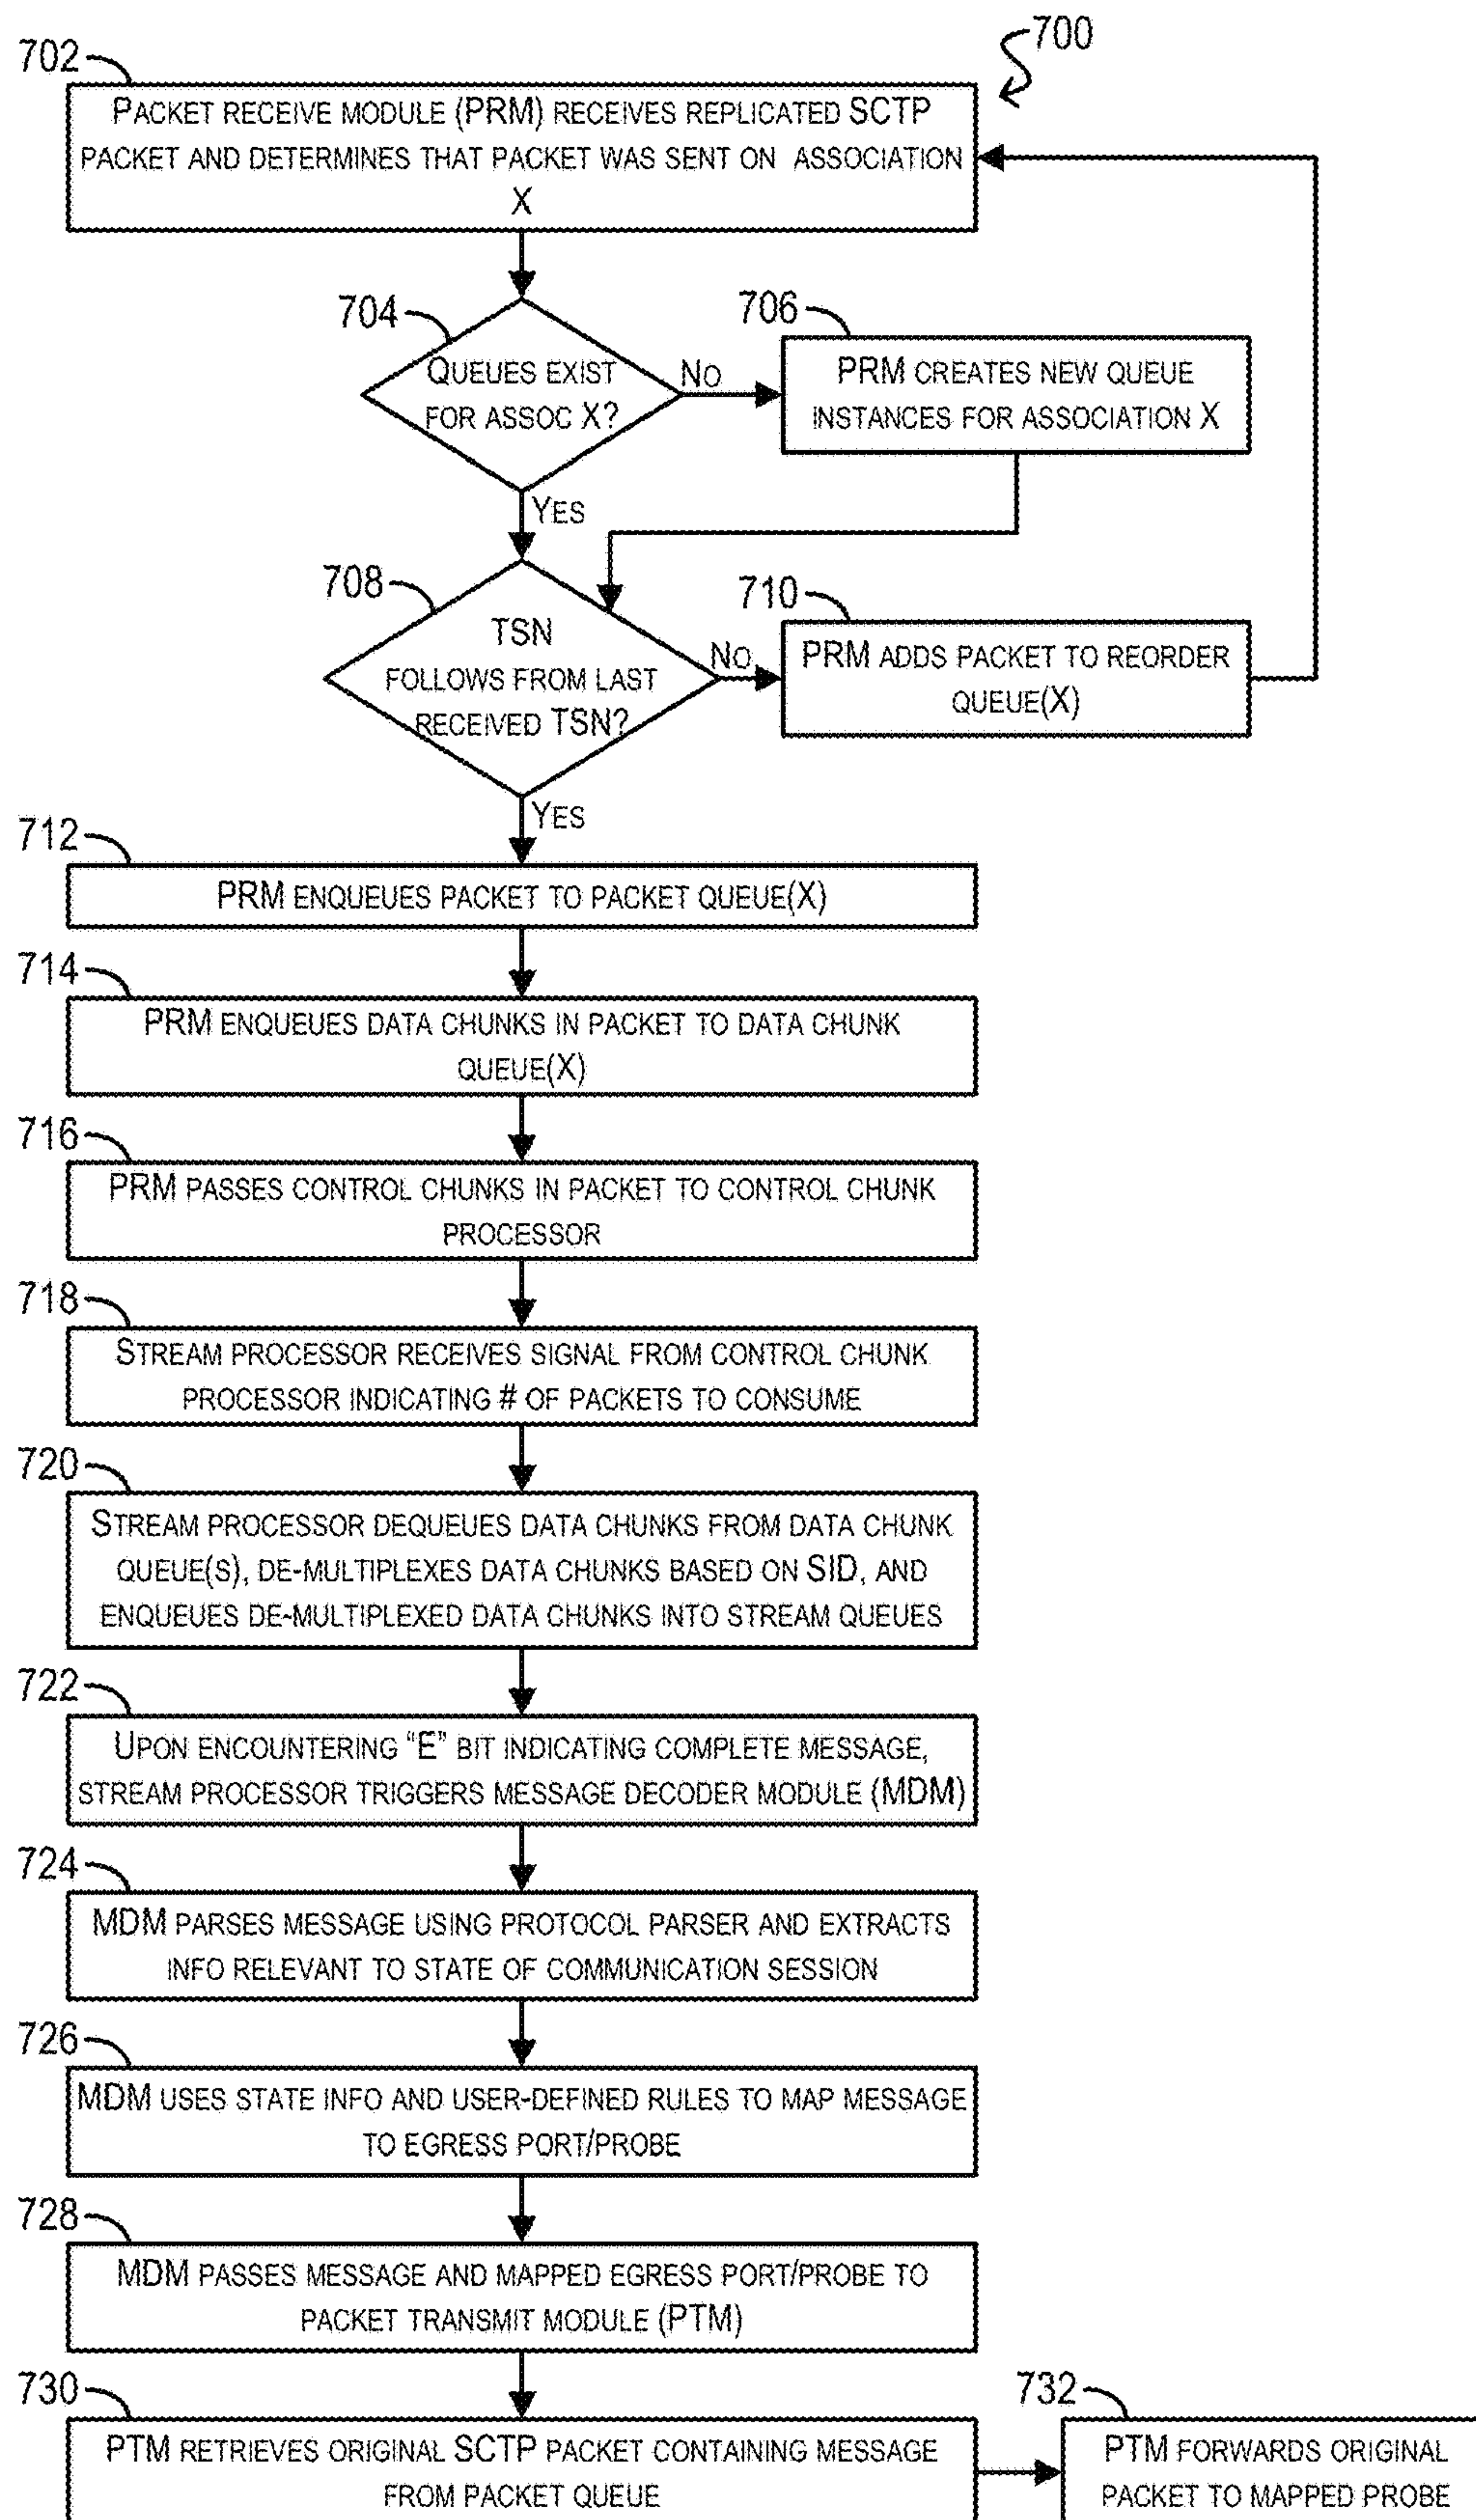 700
702
PACKET RECEIVE MODULE (PRM) RECEIVES REPLICATED SCTP
PACKET AND DETERMINES THAT PACKET WAS SENT ON ASSOCIATION
X
704
QUEUES EXIST
FOR ASSOC X?
NO
706
PRM CREATES NEW QUEUE
INSTANCES FOR ASSOCIATION X
YES
708
TSN
FOLLOWS FROM LAST
RECEIVED TSN?
NO
710
PRM ADDS PACKET TO REORDER
QUEUE(X)
YES
712
PRM ENQUEUES PACKET TO PACKET QUEUE(X)
714
PRM ENQUEUES DATA CHUNKS IN PACKET TO DATA CHUNK
QUEUE(X)
716
PRM PASSES CONTROL CHUNKS IN PACKET TO CONTROL CHUNK
PROCESSOR
718
STREAM PROCESSOR RECEIVES SIGNAL FROM CONTROL CHUNK
PROCESSOR INDICATING # OF PACKETS TO CONSUME
720
STREAM PROCESSOR DEQUEUES DATA CHUNKS FROM DATA CHUNK
QUEUE(S), DE-MULTIPLEXES DATA CHUNKS BASED ON SID, AND
ENQUEUES DE-MULTIPLEXED DATA CHUNKS INTO STREAM QUEUES
722
UPON ENCOUNTERING “E” BIT INDICATING COMPLETE MESSAGE,
STREAM PROCESSOR TRIGGERS MESSAGE DECODER MODULE (MDM)
724
MDM PARSES MESSAGE USING PROTOCOL PARSER AND EXTRACTS
INFO RELEVANT TO STATE OF COMMUNICATION SESSION
726
MDM USES STATE INFO AND USER-DEFINED RULES TO MAP MESSAGE
TO EGRESS PORT/PROBE
728
MDM PASSES MESSAGE AND MAPPED EGRESS PORT/PROBE TO
PACKET TRANSMIT MODULE (PTM)
730
PTM RETRIEVES ORIGINAL SCTP PACKET CONTAINING MESSAGE
FROM PACKET QUEUE
732
PTM FORWARDS ORIGINAL
PACKET TO MAPPED PROBE